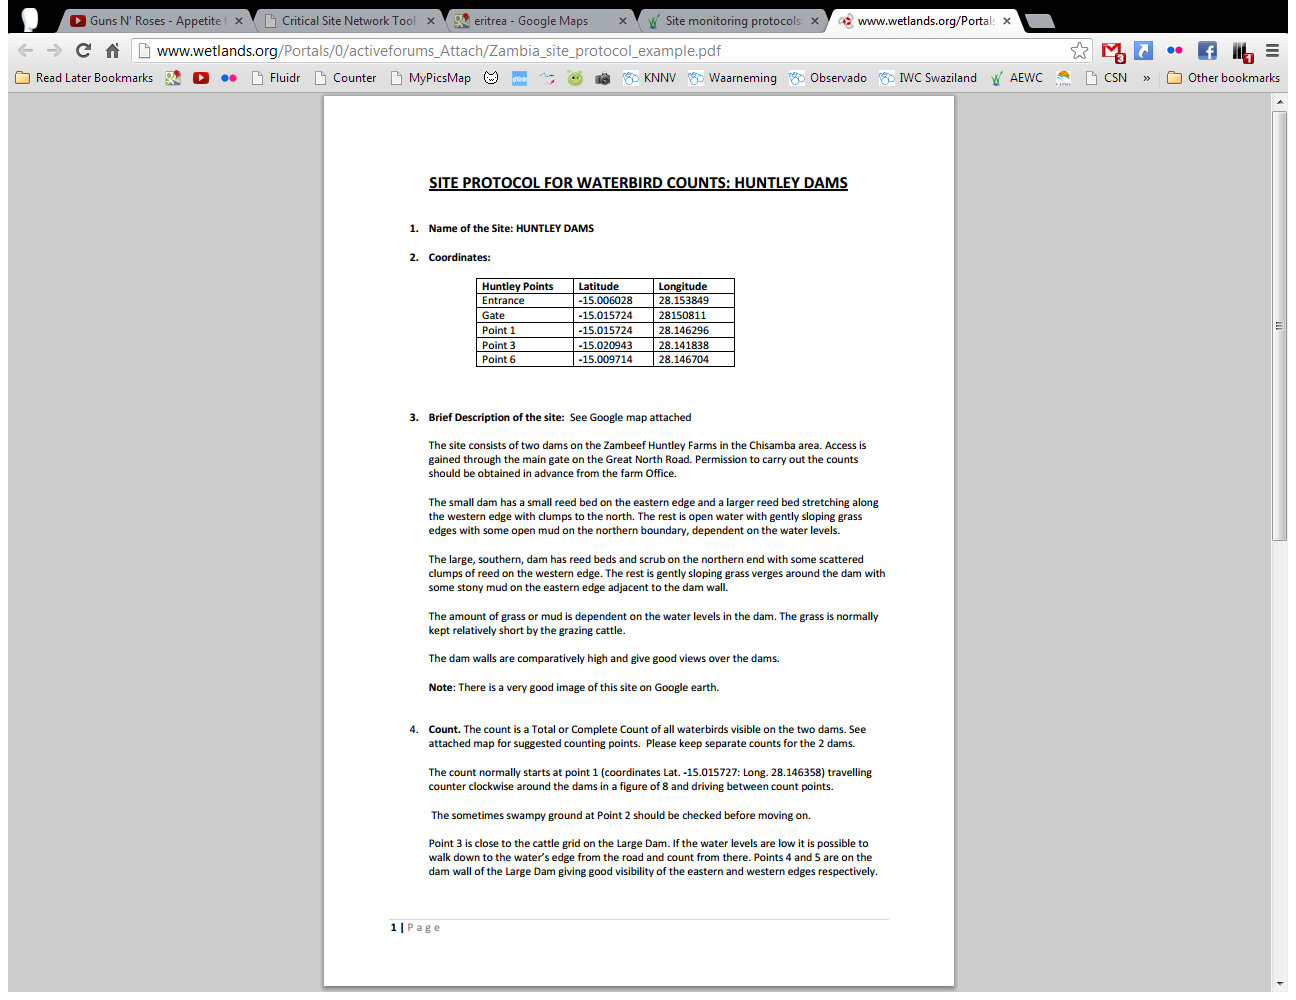 Guns N' Roses - Appetite f
Critical Site Network Tool
eritrea - Google Maps
Site monitoring protocols:
www.wetlands.org/Portals
www.wetlands.org/Portals/0/activeforums_Attach/Zambia_site_protocol_example.pdf
3
1
Read Later Bookmarks
Fluidr
Counter
MyPicsMap
KNNV
Waarneming
Observado
IWC Swaziland
AEWC
CSN
»
Other bookmarks
SITE PROTOCOL FOR WATERBIRD COUNTS: HUNTLEY DAMS
1. Name of the Site: HUNTLEY DAMS
2. Coordinates:
Huntley Points Latitude Longitude
Entrance -15.006028 28.153849
Gate -15.015724 28150811
Point 1 -15.015724 28.146296
Point 3 -15.020943 28.141838
Point 6 -15.009714 28.146704
3. Brief Description of the site: See Google map attached
The site consists of two dams on the Zambeef Huntley Farms in the Chisamba area. Access is
gained through the main gate on the Great North Road. Permission to carry out the counts
should be obtained in advance from the farm Office.
The small dam has a small reed bed on the eastern edge and a larger reed bed stretching along
the western edge with clumps to the north. The rest is open water with gently sloping grass
edges with some open mud on the northern boundary, dependent on the water levels.
The large, southern, dam has reed beds and scrub on the northern end with some scattered
clumps of reed on the western edge. The rest is gently sloping grass verges around the dam with
some stony mud on the eastern edge adjacent to the dam wall.
The amount of grass or mud is dependent on the water levels in the dam. The grass is normally
kept relatively short by the grazing cattle.
The dam walls are comparatively high and give good views over the dams.
Note: There is a very good image of this site on Google earth.
4. Count. The count is a Total or Complete Count of all waterbirds visible on the two dams. See
attached map for suggested counting points. Please keep separate counts for the 2 dams.
The count normally starts at point 1 (coordinates Lat. -15.015727: Long. 28.146358) travelling
counter clockwise around the dams in a figure of 8 and driving between count points.
The sometimes swampy ground at Point 2 should be checked before moving on.
Point 3 is close to the cattle grid on the Large Dam. If the water levels are low it is possible to
walk down to the water's edge from the road and count from there. Points 4 and 5 are on the
dam wall of the Large Dam giving good visibility of the eastern and western edges respectively.
1 | Page